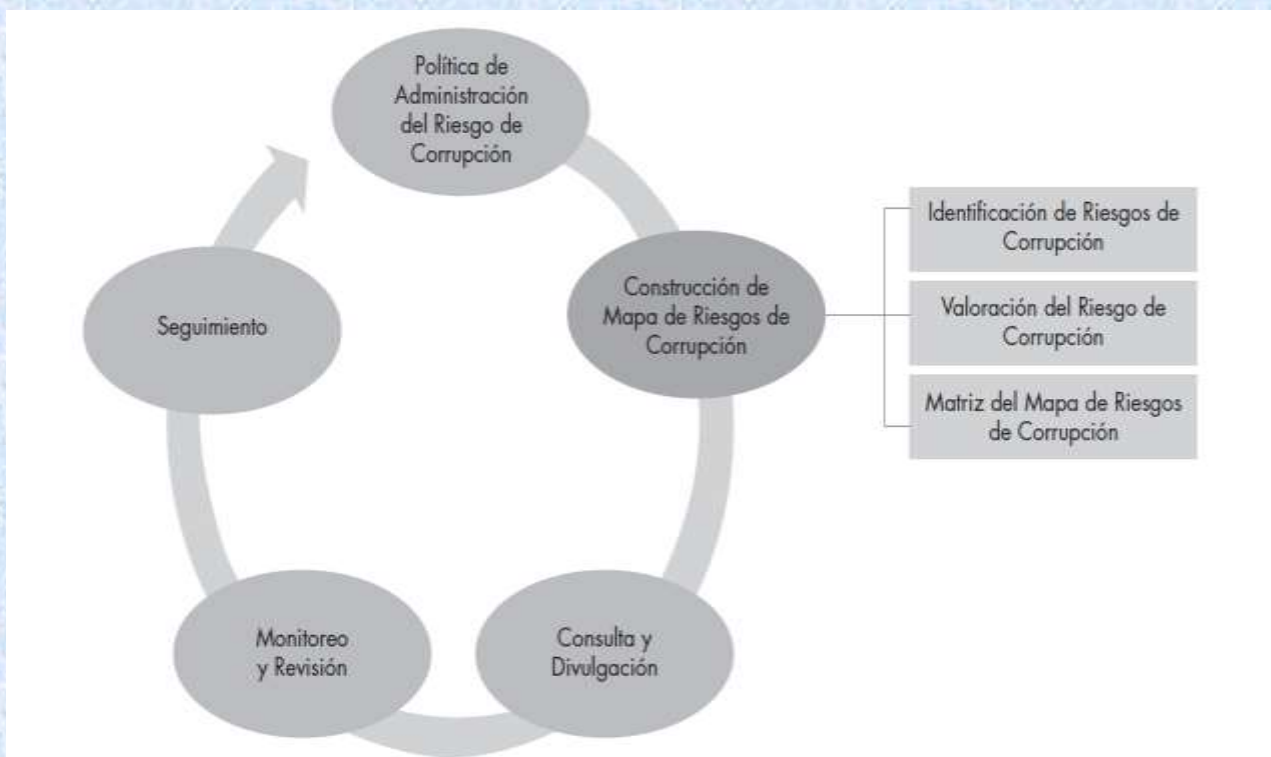 Política de
Administración
del Riesgo de
Corrupción
Construcción de
Mapa de Riesgos de
Corrupción
Identificación de Riesgos de
Corrupción
Valoración del Riesgo de
Corrupción
Matriz del Mapa de Riesgos
de Corrupción
Seguimiento
Monitoreo
y Revisión
Consulta y
Divulgación